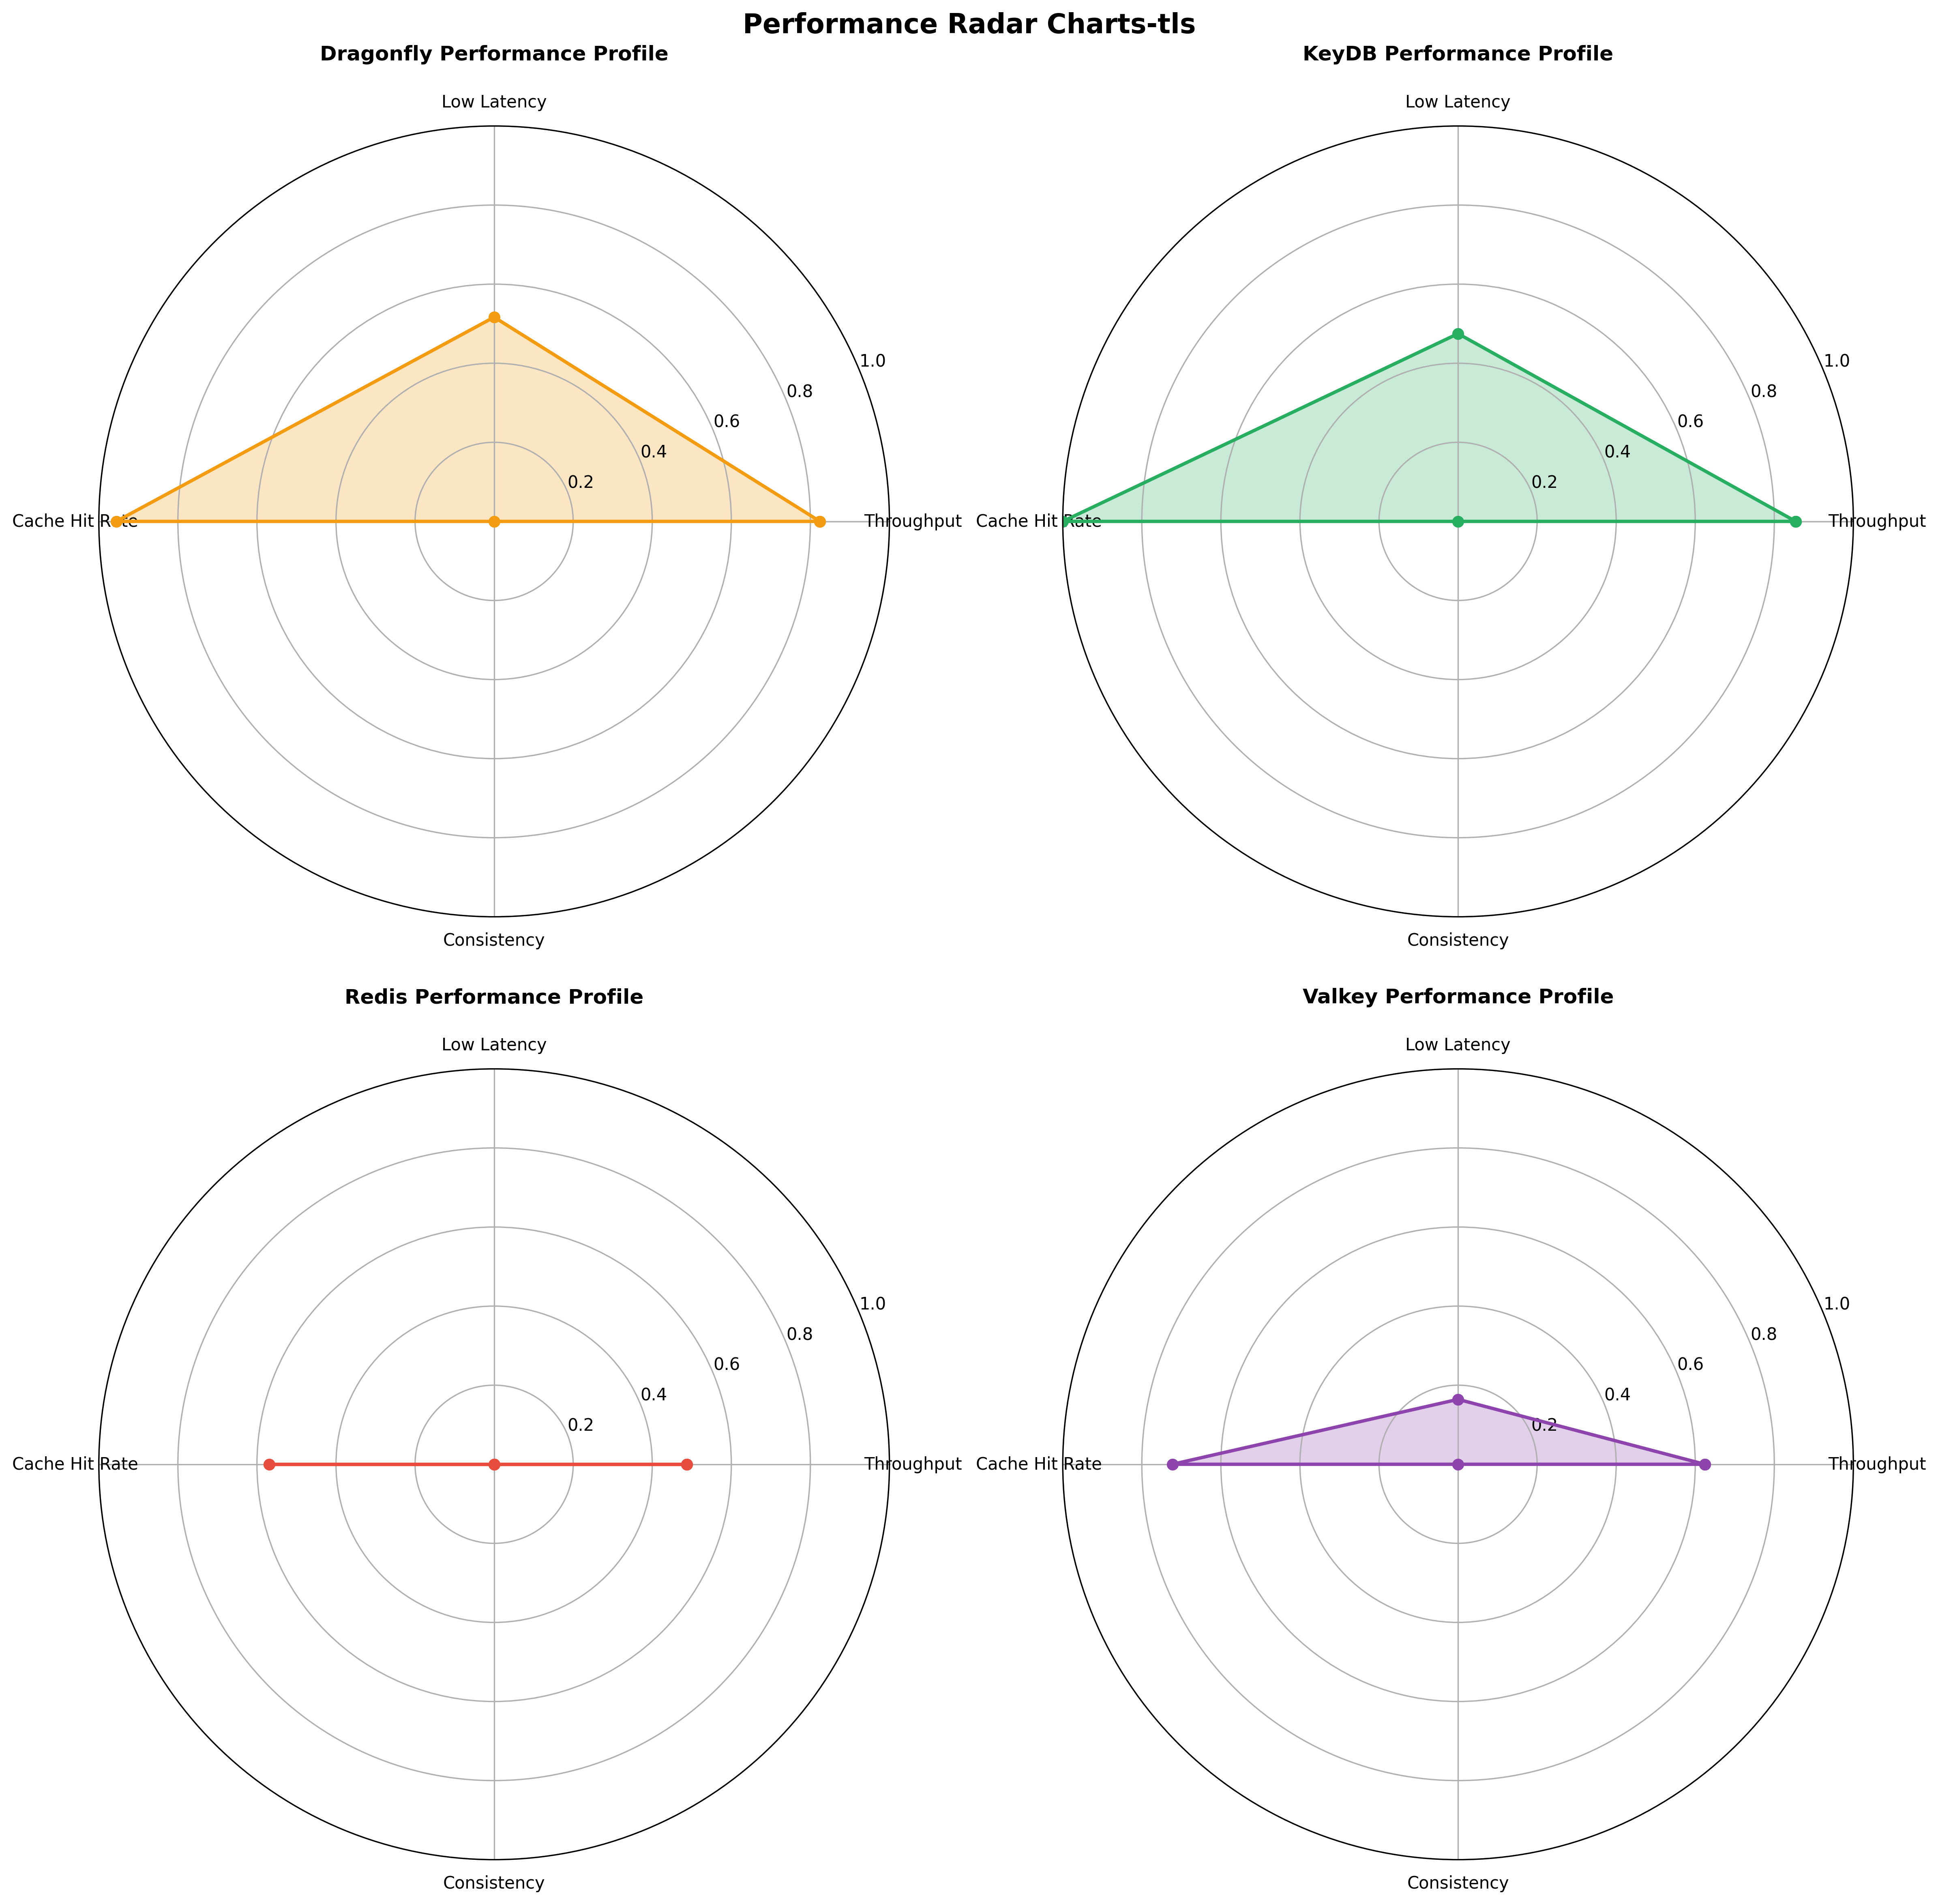 Performance Radar Charts-tls
Dragonfly Performance Profile
Low Latency
1.0
0.8
0.6
0.4
0.2
Cache Hit Rate
Throughput
Consistency
KeyDB Performance Profile
Low Latency
1.0
0.8
0.6
0.4
0.2
Cache Hit Rate
Throughput
Consistency
Redis Performance Profile
Low Latency
1.0
0.8
0.6
0.4
0.2
Cache Hit Rate
Throughput
Consistency
Valkey Performance Profile
Low Latency
1.0
0.8
0.6
0.4
0.2
Cache Hit Rate
Throughput
Consistency